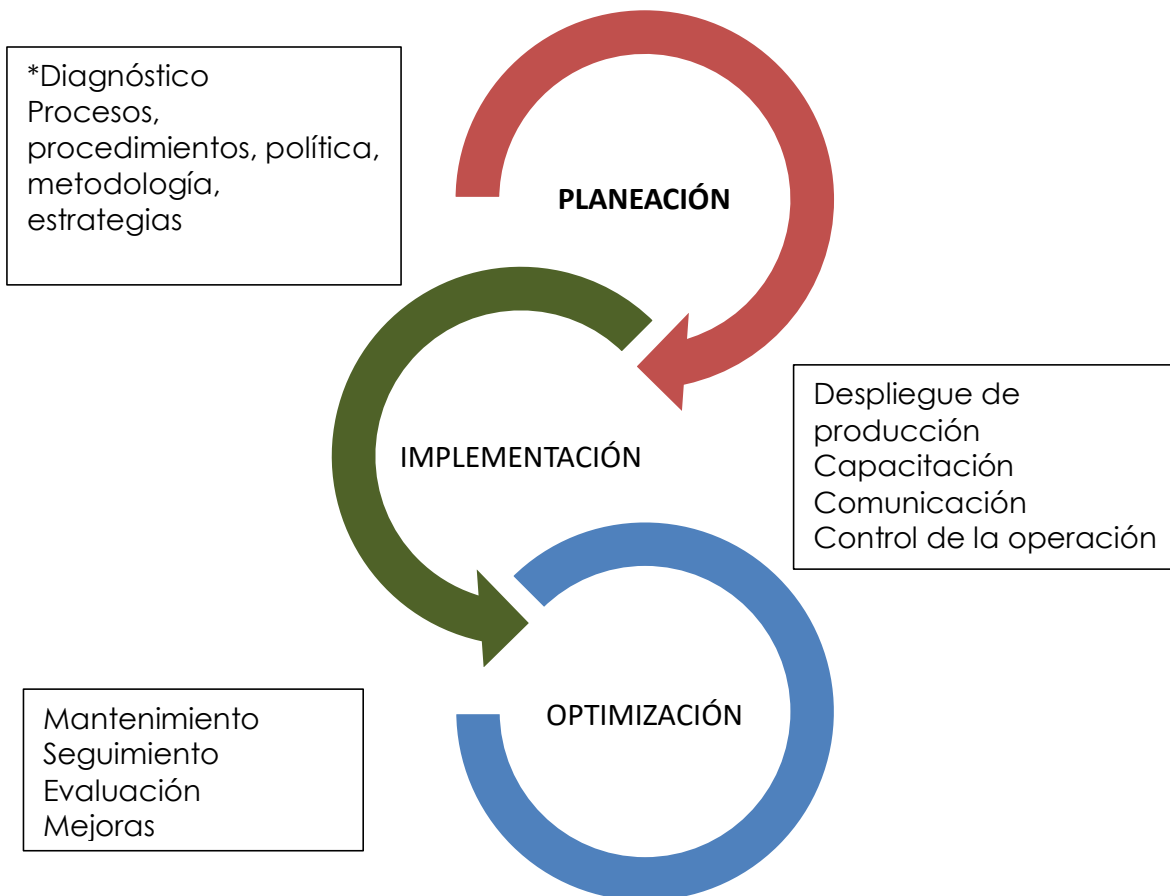 *Diagnóstico
Procesos,
procedimientos, política,
metodología,
estrategias
PLANEACIÓN
IMPLEMENTACIÓN
Despliegue de
producción
Capacitación
Comunicación
Control de la operación
Mantenimiento
Seguimiento
Evaluación
Mejoras
OPTIMIZACIÓN